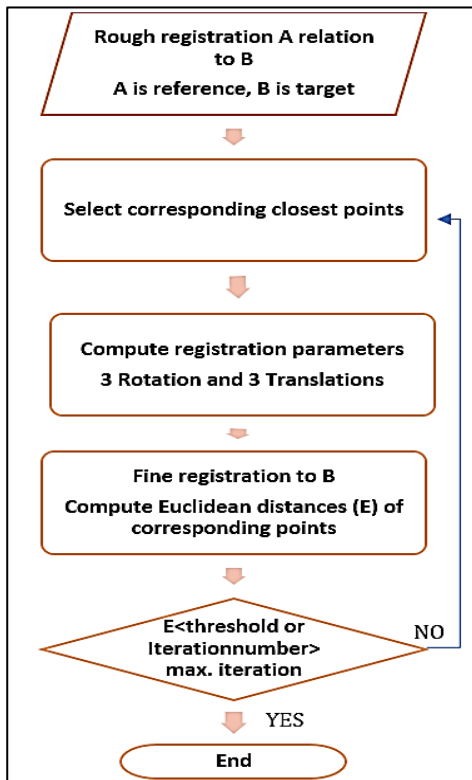 Rough registration A relation
to B
A is reference, B is target
Select corresponding closest points
Compute registration parameters
3 Rotation and 3 Translations
Fine registration to B
Compute Euclidean distances (E) of
corresponding points
E<threshold or
Iterationnumber>
max. iteration
NO
YES
End